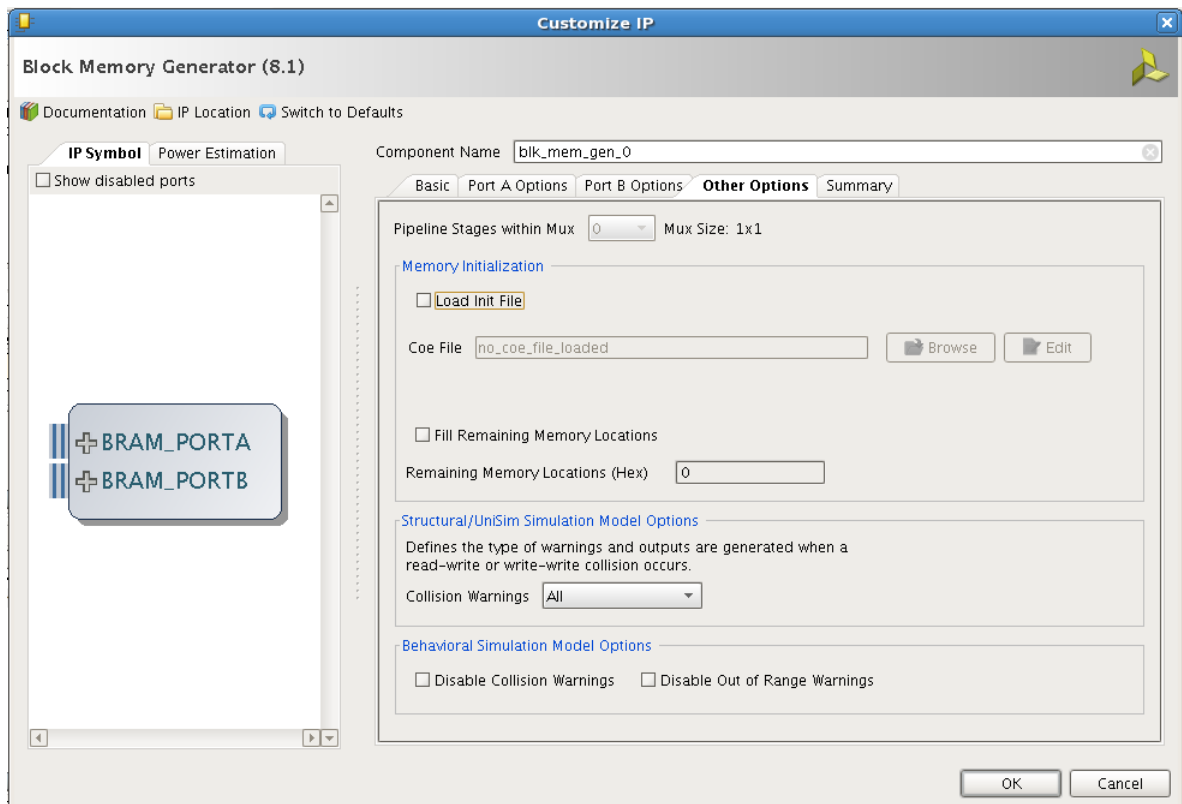 Customize IP
Block Memory Generator (8.1)
Documentation IP Location Switch to Defaults
IP Symbol Power Estimation
Show disabled ports
BRAM_PORTA
BRAM_PORTB
Component Name blk_mem_gen_0
Basic Port A Options Port B Options Other Options Summary
Pipeline Stages within Mux 0 Mux Size: 1x1
Memory Initialization
Load Init File
Coe File no_coe_file_loaded Browse Edit
Fill Remaining Memory Locations
Remaining Memory Locations (Hex) 0
Structural/UniSim Simulation Model Options
Defines the type of warnings and outputs are generated when a
read-write or write-write collision occurs.
Collision Warnings All
Behavioral Simulation Model Options
Disable Collision Warnings Disable Out of Range Warnings
OK Cancel